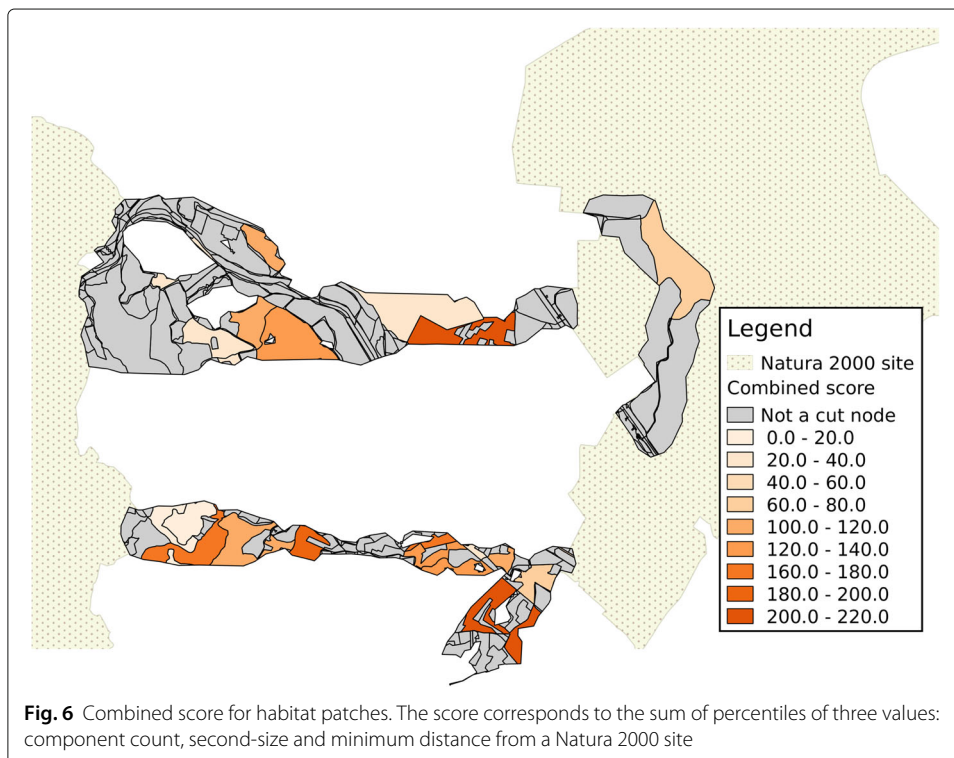 Legend
Natura 2000 site
Combined score
Not a cut node
0.0 - 20.0
20.0 - 40.0
40.0 - 60.0
60.0 - 80.0
100.0 - 120.0
120.0 - 140.0
160.0 - 180.0
180.0 - 200.0
200.0 - 220.0
Fig. 6 Combined score for habitat patches. The score corresponds to the sum of percentiles of three values:
component count, second-size and minimum distance from a Natura 2000 site